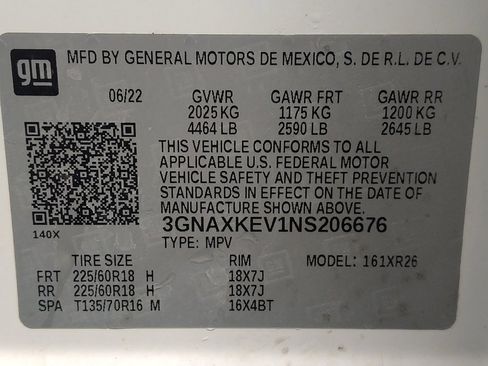 gm
MFD BY GENERAL MOTORS DE MEXICO, S. DE R.L. DE C.V.
06/22 GVWR GAWR FRT GAWR RR
2025 KG 1175 KG 1200 KG
4464 LB 2590 LB 2645 LB
THIS VEHICLE CONFORMS TO ALL
APPLICABLE U.S. FEDERAL MOTOR
VEHICLE SAFETY AND THEFT PREVENTION
STANDARDS IN EFFECT ON THE DATE
OF MANUFACTURE SHOWN ABOVE.
3GNAXKEV1NS206676
140X TYPE: MPV
TIRE SIZE RIM MODEL: 161XR26
FRT 225/60R18 H 18X7J
RR 225/60R18 H 18X7J
SPA T135/70R16 M 16X4BT